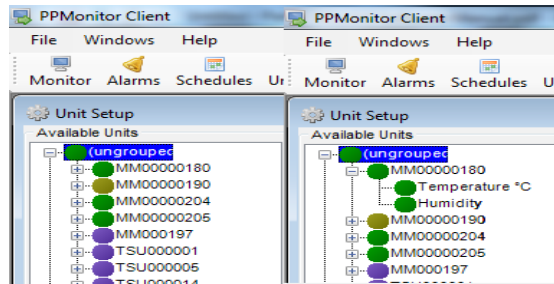 PPMonitor Client
File Windows Help
Monitor Alarms Schedules
Unit Setup
Available Units
(ungrouped
MM00000180
MM00000190
MM00000204
MM00000205
MM000197
TSU000001
TSU000005
TSU000014
PPMonitor Client
File Windows Help
Monitor Alarms Schedules U
Unit Setup
Available Units
(ungrouped
MM00000180
Temperature °C
Humidity
MM00000190
MM00000204
MM00000205
MM000197